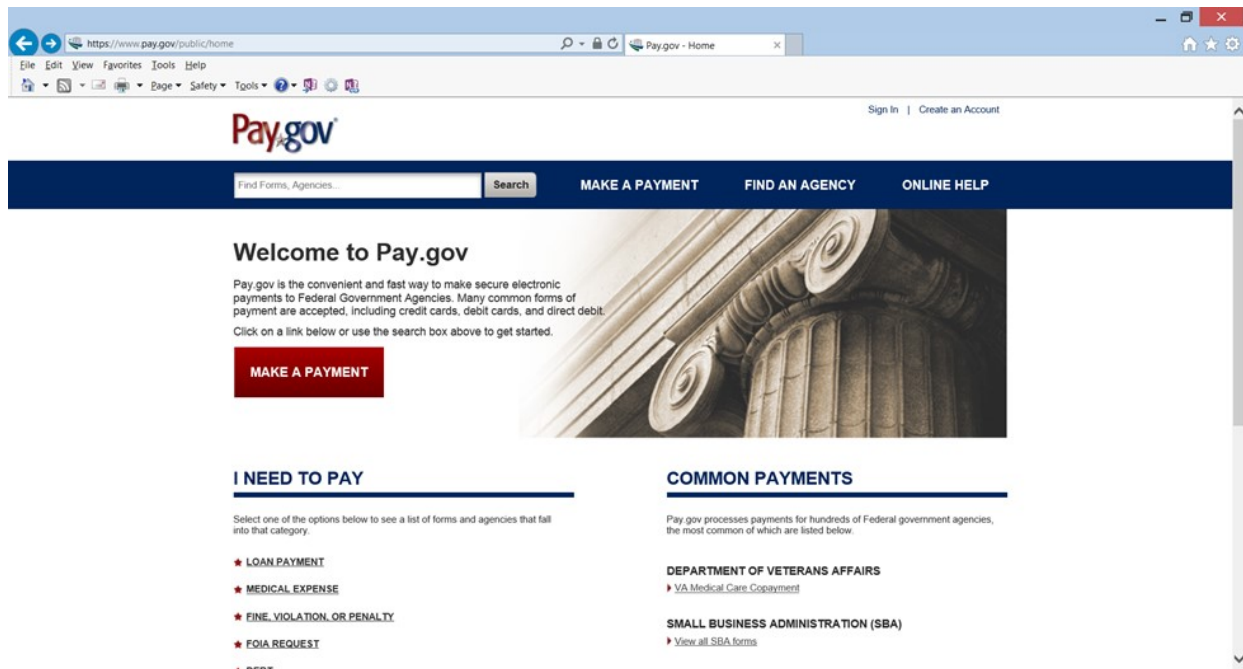 https://www.pay.gov/public/home
Pay.gov - Home
File Edit View Favorites Tools Help
Page Safety Tools
Sign In | Create an Account
Pay.gov
Find Forms, Agencies...
Search
MAKE A PAYMENT
FIND AN AGENCY
ONLINE HELP
Welcome to Pay.gov
Pay.gov is the convenient and fast way to make secure electronic
payments to Federal Government Agencies. Many common forms of
payment are accepted, including credit cards, debit cards, and direct debit.
Click on a link below or use the search box above to get started.
MAKE A PAYMENT
I NEED TO PAY
Select one of the options below to see a list of forms and agencies that fall
into that category.
LOAN PAYMENT
MEDICAL EXPENSE
FINE, VIOLATION, OR PENALTY
FOIA REQUEST
COMMON PAYMENTS
Pay.gov processes payments for hundreds of Federal government agencies,
the most common of which are listed below.
DEPARTMENT OF VETERANS AFFAIRS
VA Medical Care Copayment
SMALL BUSINESS ADMINISTRATION (SBA)
View all SBA forms